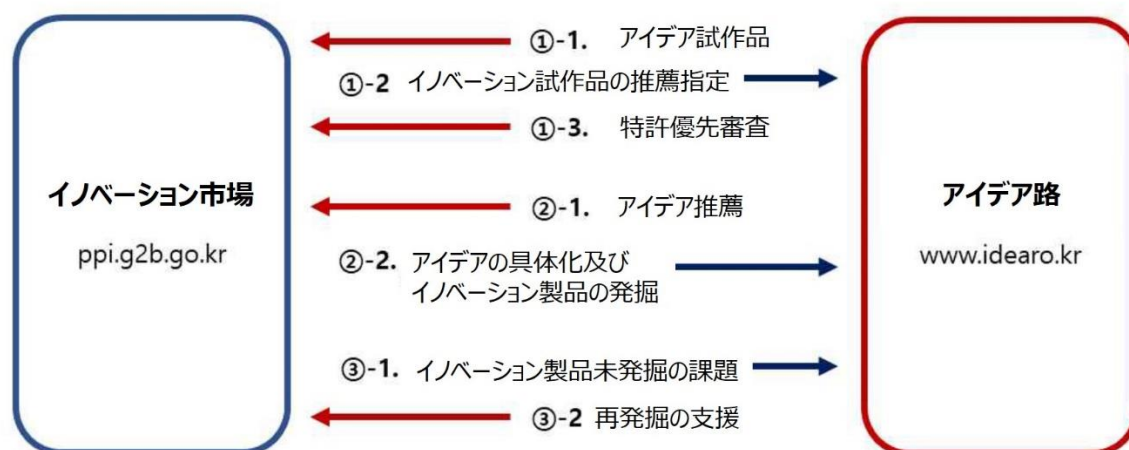 イノベーション市場
ppi.g2b.go.kr
①-1. アイデア試作品
①-2 イノベーション試作品の推薦指定
①-3. 特許優先審査
②-1. アイデア推薦
②-2. アイデアの具体化及び
イノベーション製品の発掘
③-1. イノベーション製品未発掘の課題
③-2 再発掘の支援
アイデア路
www.idearo.kr